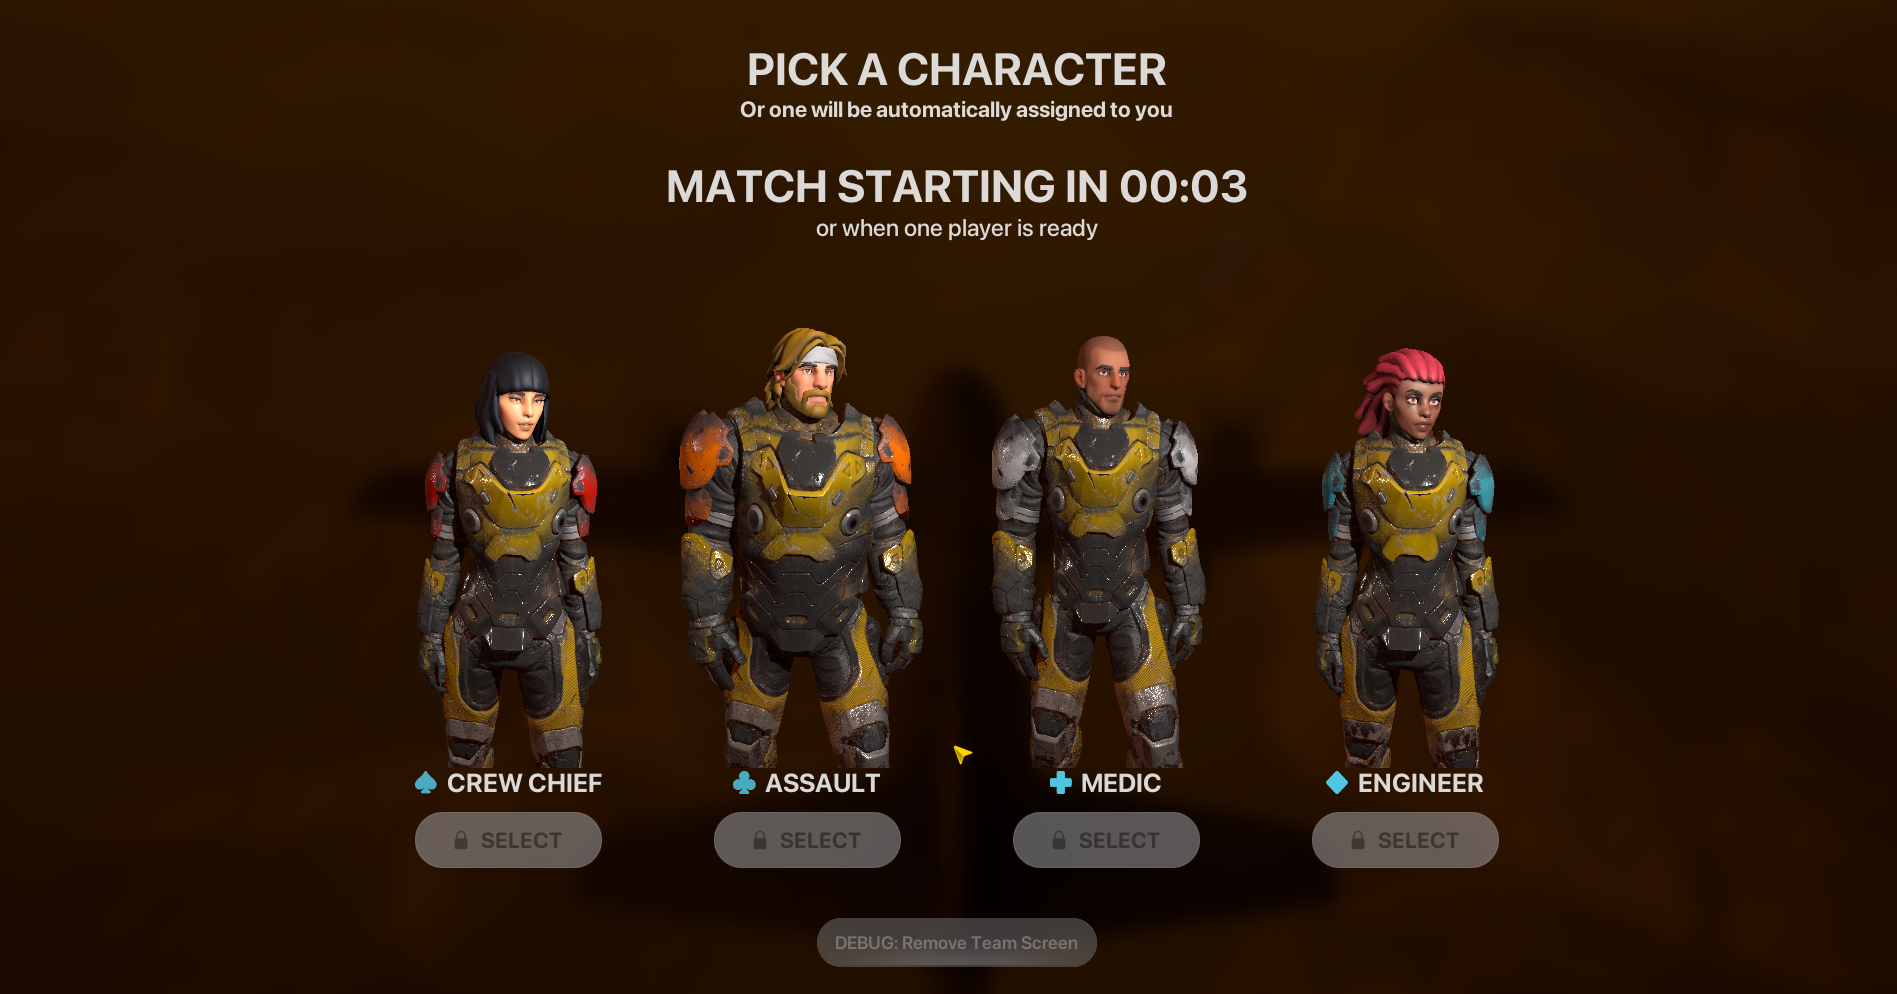 PICK A CHARACTER
Or one will be automatically assigned to you
MATCH STARTING IN 00:03
or when one player is ready
CREW CHIEF
ASSAULT
MEDIC
ENGINEER
SELECT
SELECT
SELECT
SELECT
DEBUG: Remove Team Screen